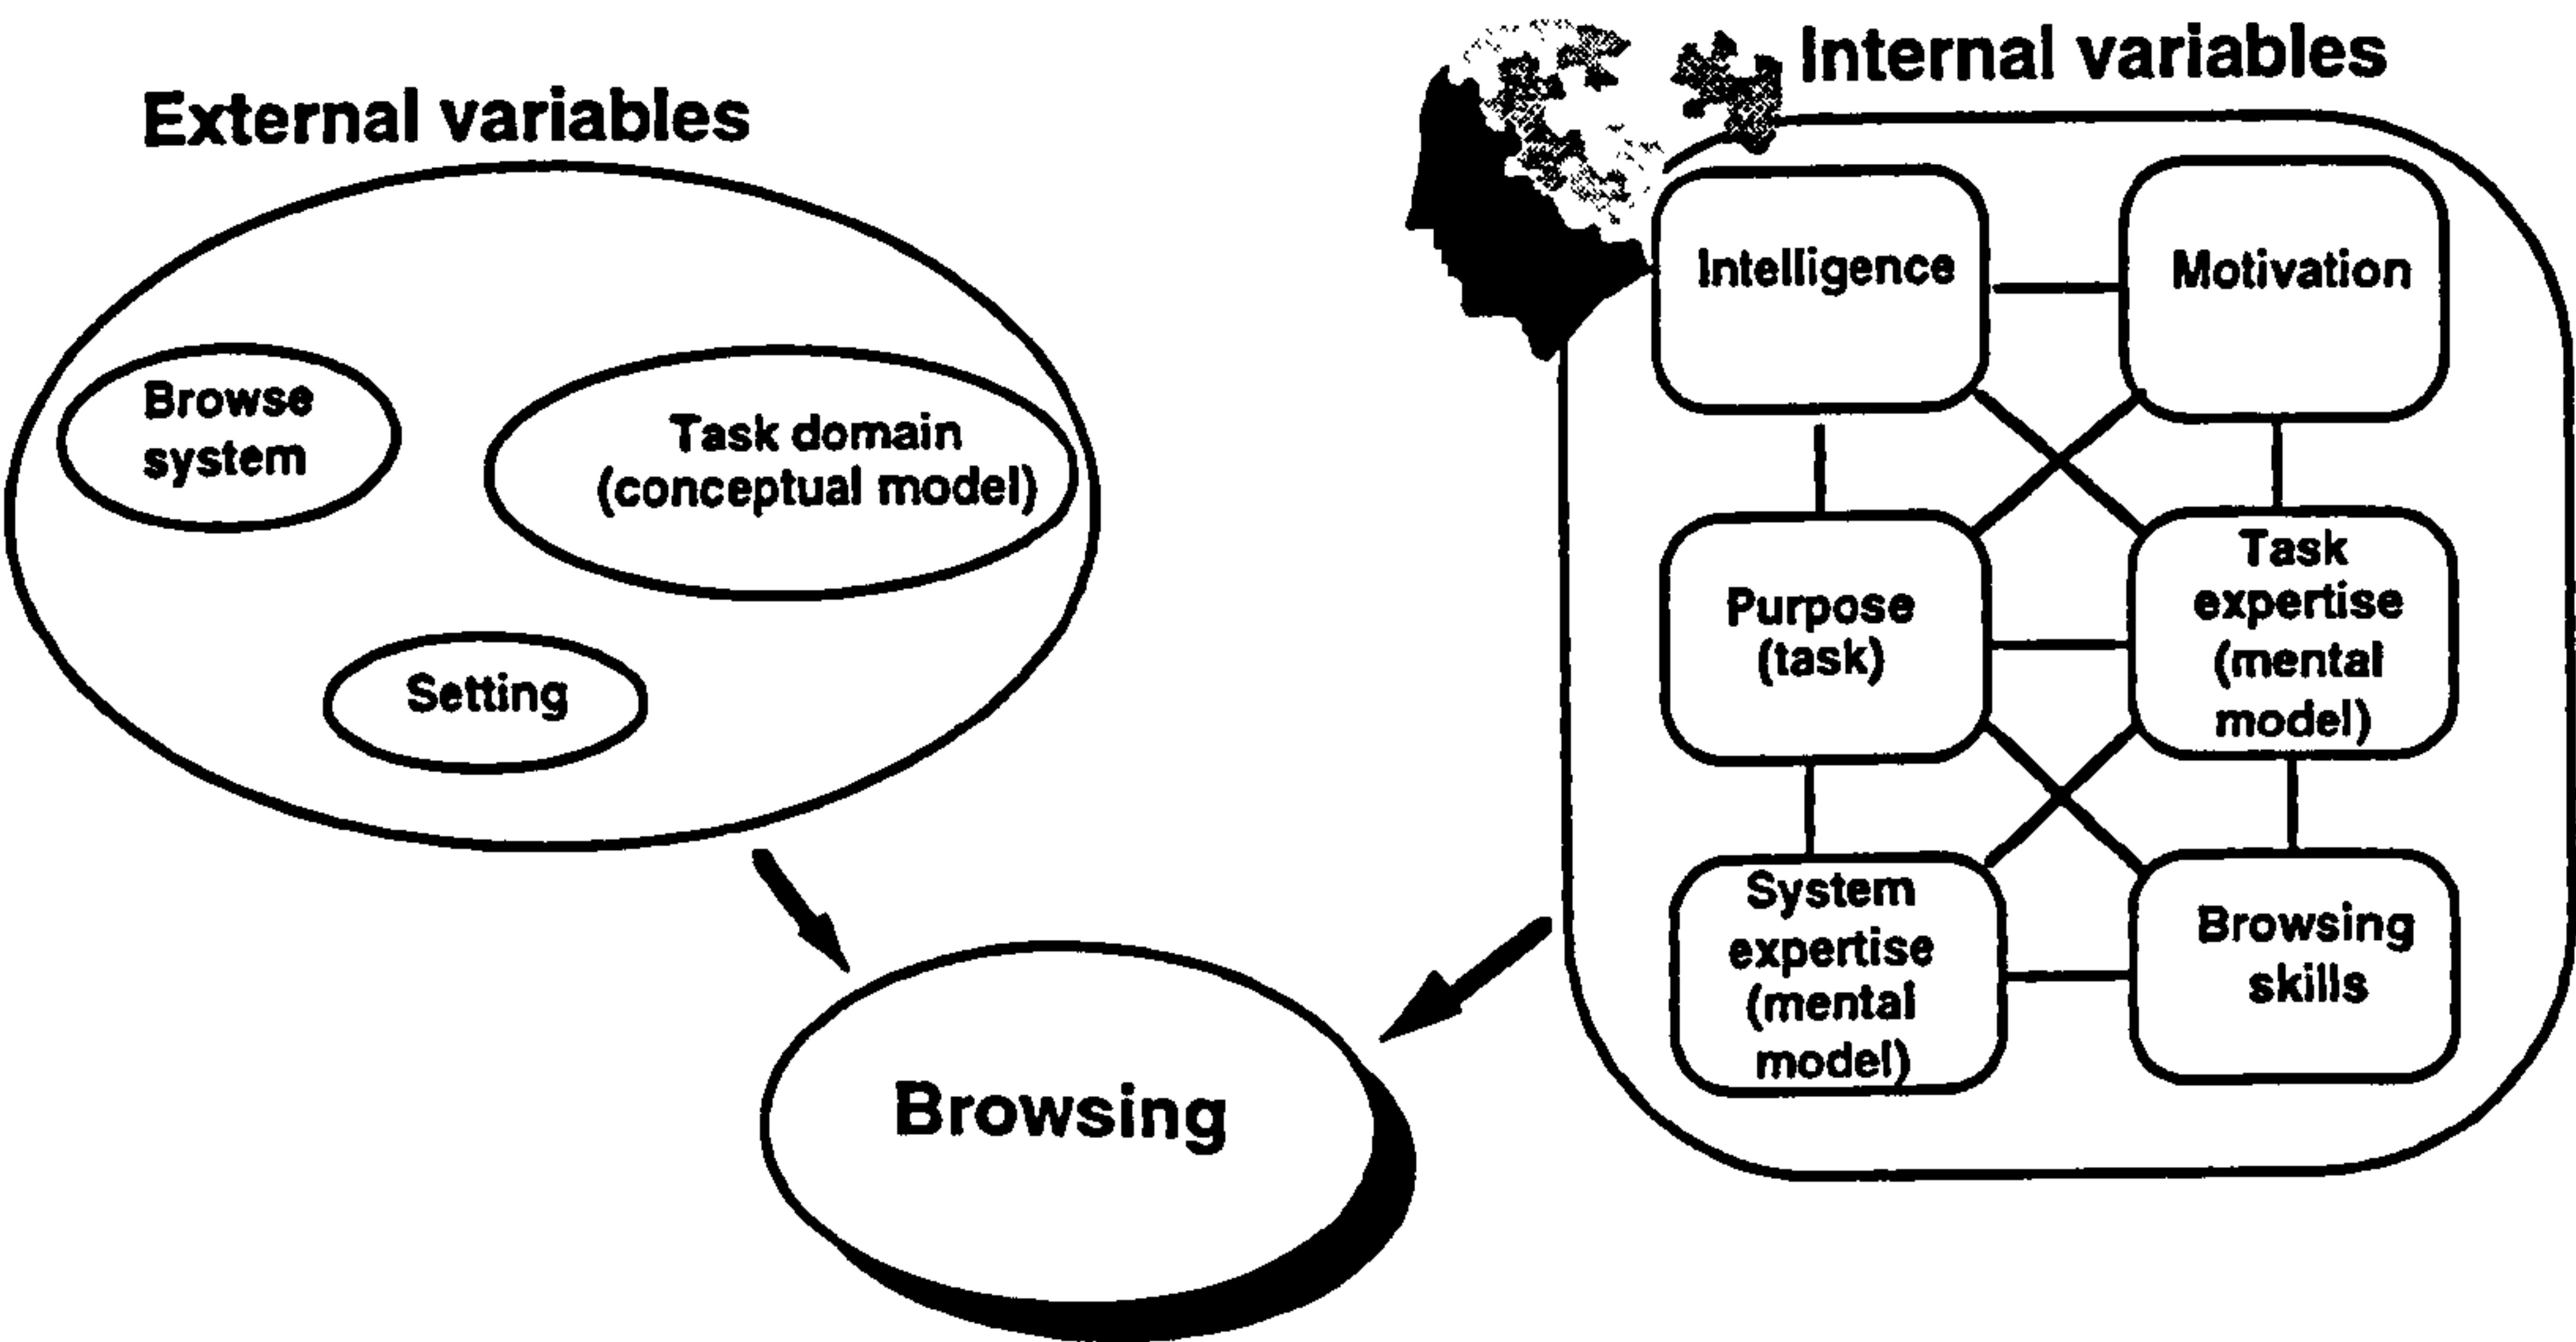 External variables
Browse
system
Task domain
(conceptual model)
Setting
Internal variables
Intelligence
Motivation
Purpose
(task)
Task
expertise
(mental
model)
System
expertise
(mental
model)
Browsing
skills
Browsing